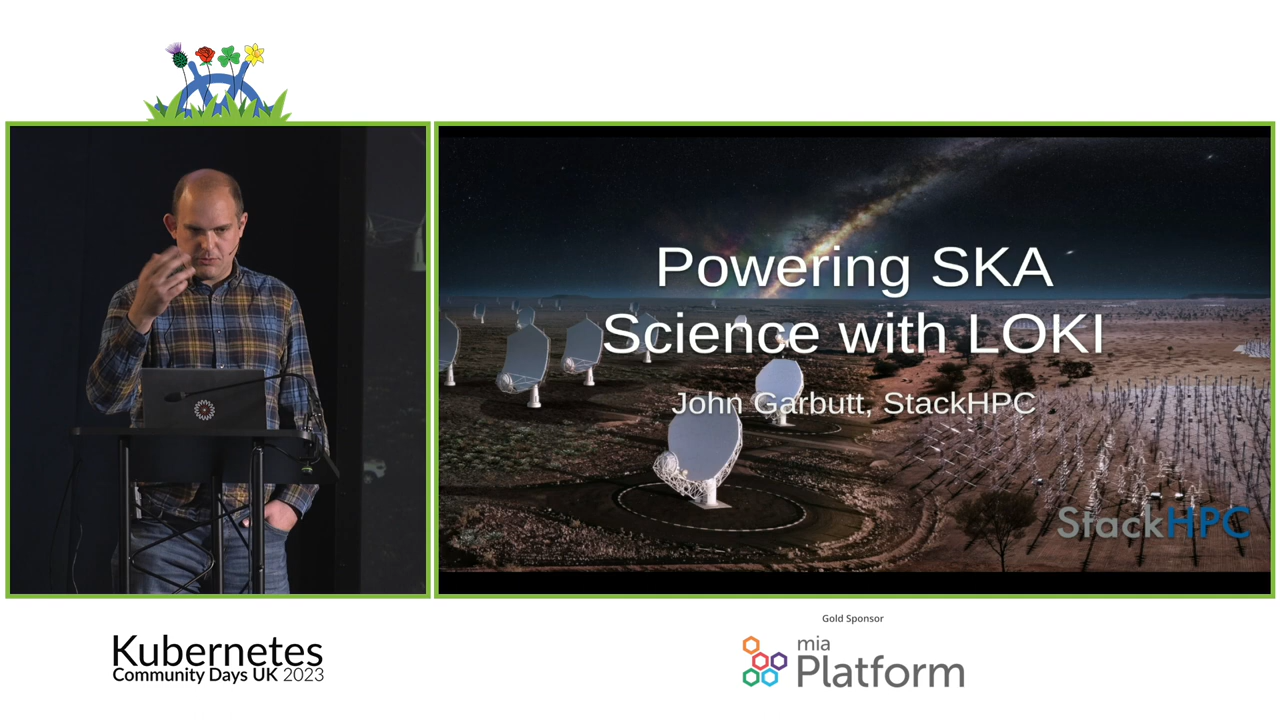 Powering SKA
Science with LOKI
John Garbutt, StackHPC
StackHPC
Gold Sponsor
Kubernetes
Community Days UK 2023
mia
Platform